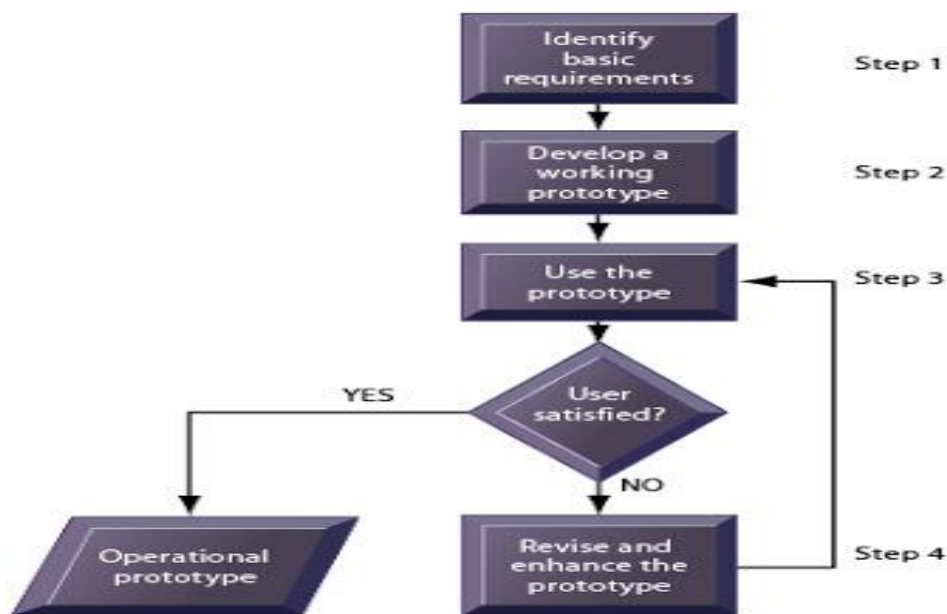 Identify
basic
requirements
Step 1
Develop a
working
prototype
Step 2
Use the
prototype
Step 3
User
satisfied?
YES
NO
Operational
prototype
Revise and
enhance the
prototype
Step 4